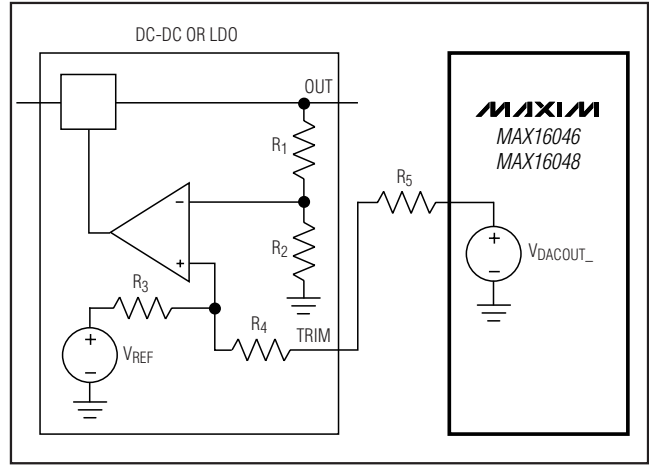 DC-DC OR LDO
OUT
R1
R2
−
+
R3
R4
TRIM
+
VREF
−
R5
MAXIM
MAX16046
MAX16048
+
VDACOUT_
−